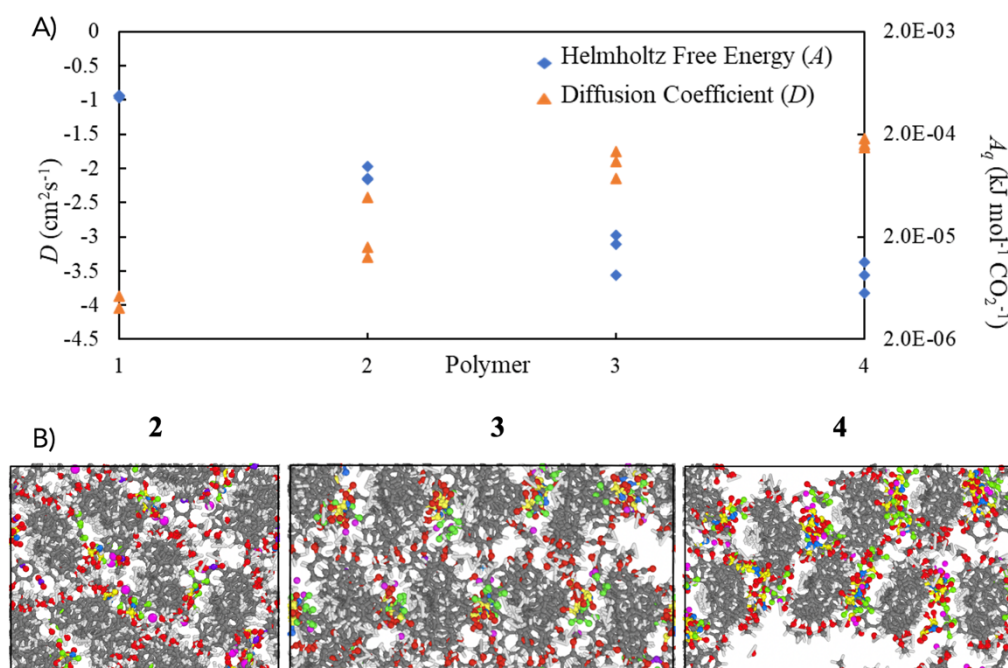 A)
0
-0.5
-1
-1.5
-2
-2.5
-3
-3.5
-4
-4.5
D (cm²s⁻¹)
Helmholtz Free Energy (A)
Diffusion Coefficient (D)
2.0E-03
2.0E-04
2.0E-05
2.0E-06
A_q (kJ mol⁻¹ CO₂⁻¹)
1 2 3 4
Polymer
B)
2 3 4